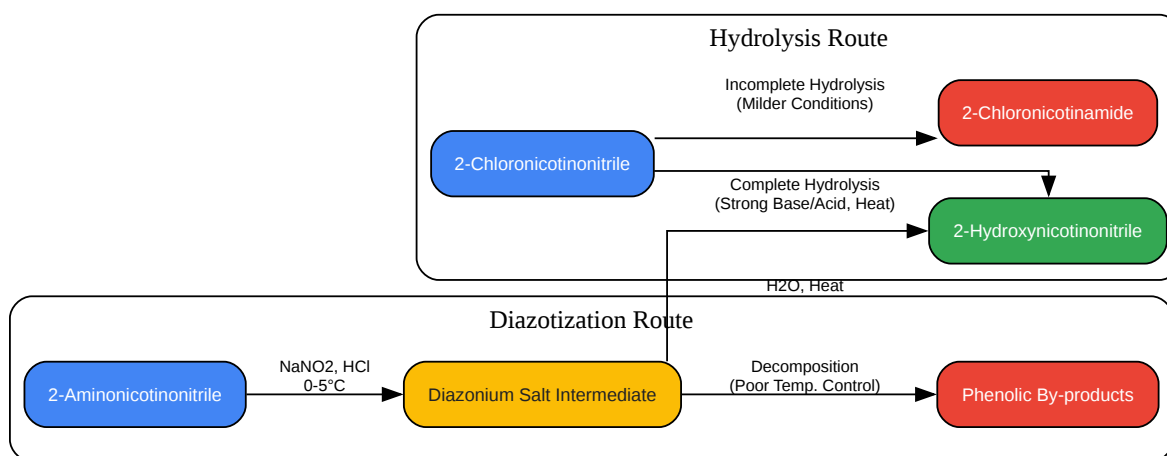 Hydrolysis Route
Incomplete Hydrolysis
(Milder Conditions)
2-Chloronicotinamide
2-Chloronicotinonitrile
Complete Hydrolysis
(Strong Base/Acid, Heat)
2-Hydroxynicotinonitrile
H2O, Heat
Diazotization Route
NaNO2, HCl
0-5°C
Decomposition
(Poor Temp. Control)
2-Aminonicotinonitrile
Diazonium Salt Intermediate
Phenolic By-products